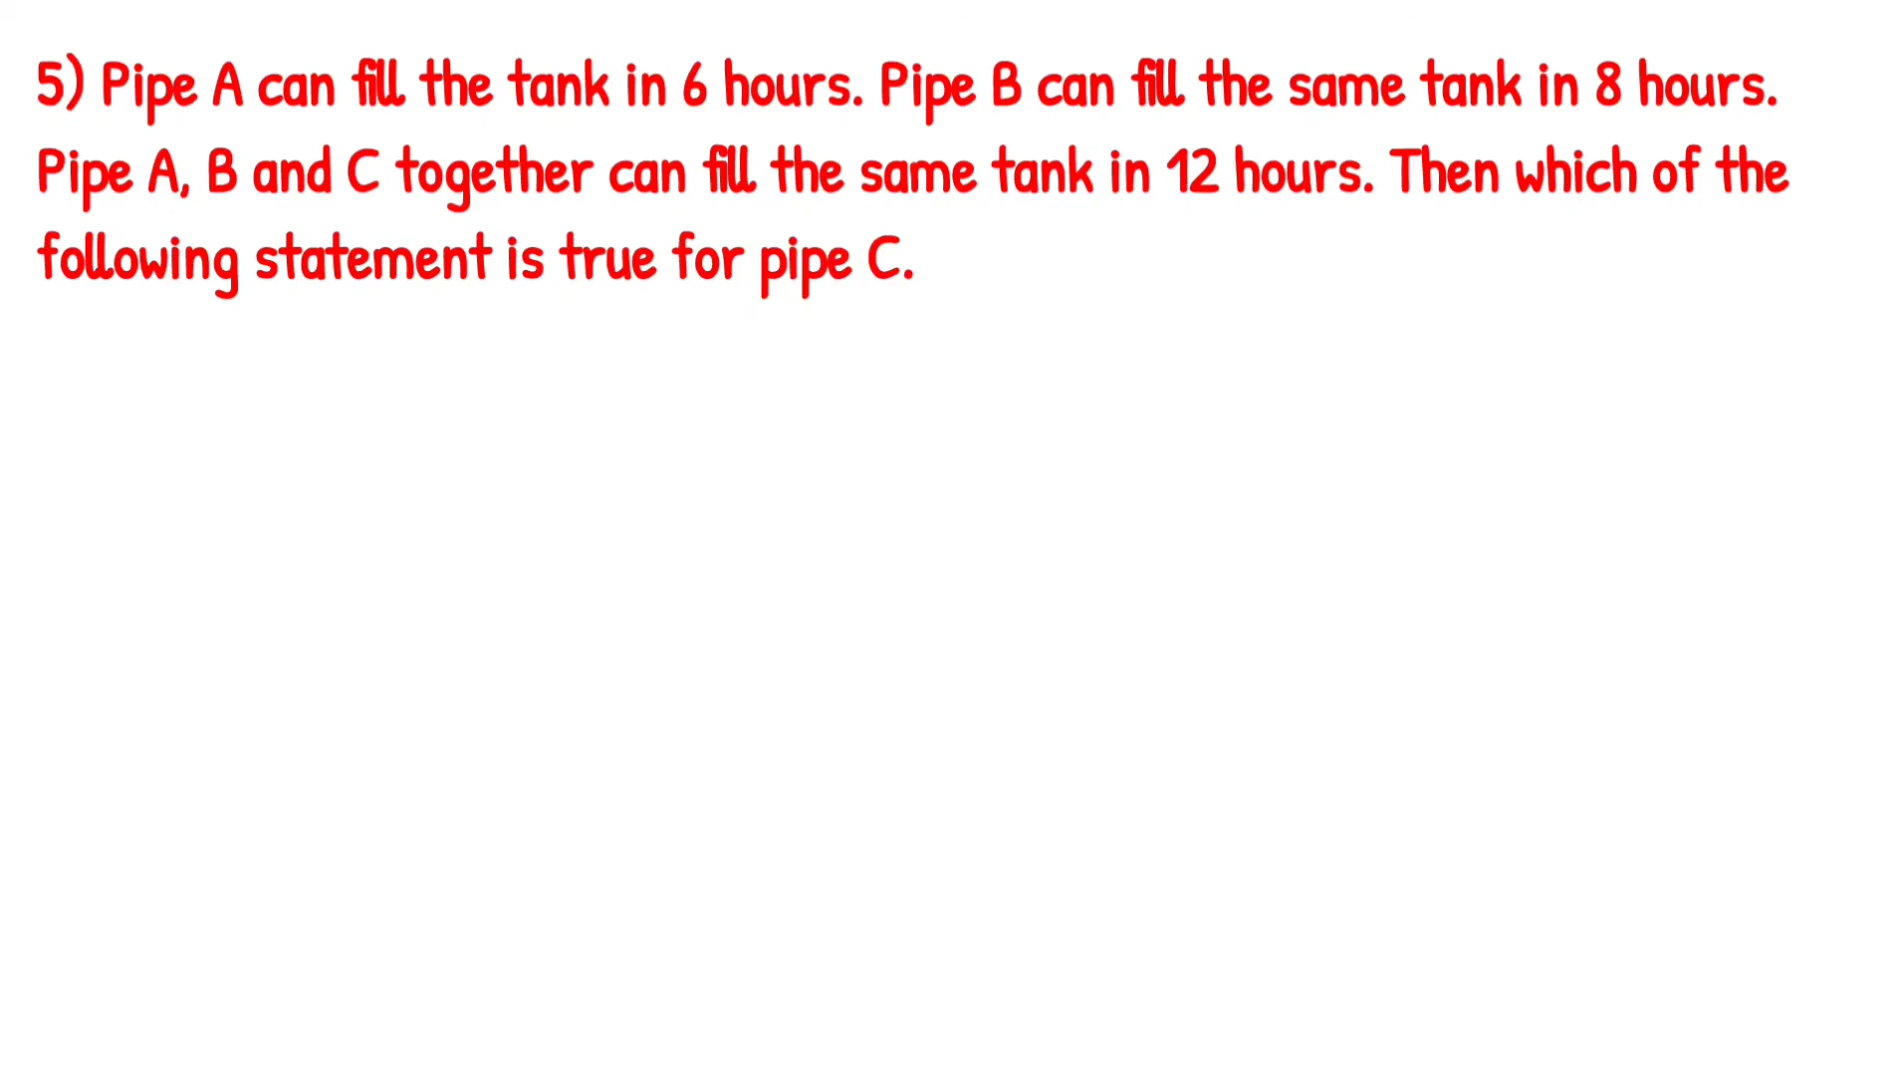 5) Pipe A can fill the tank in 6 hours. Pipe B can fill the same tank in 8 hours.
Pipe A, B and C together can fill the same tank in 12 hours. Then which of the
following statement is true for pipe C.